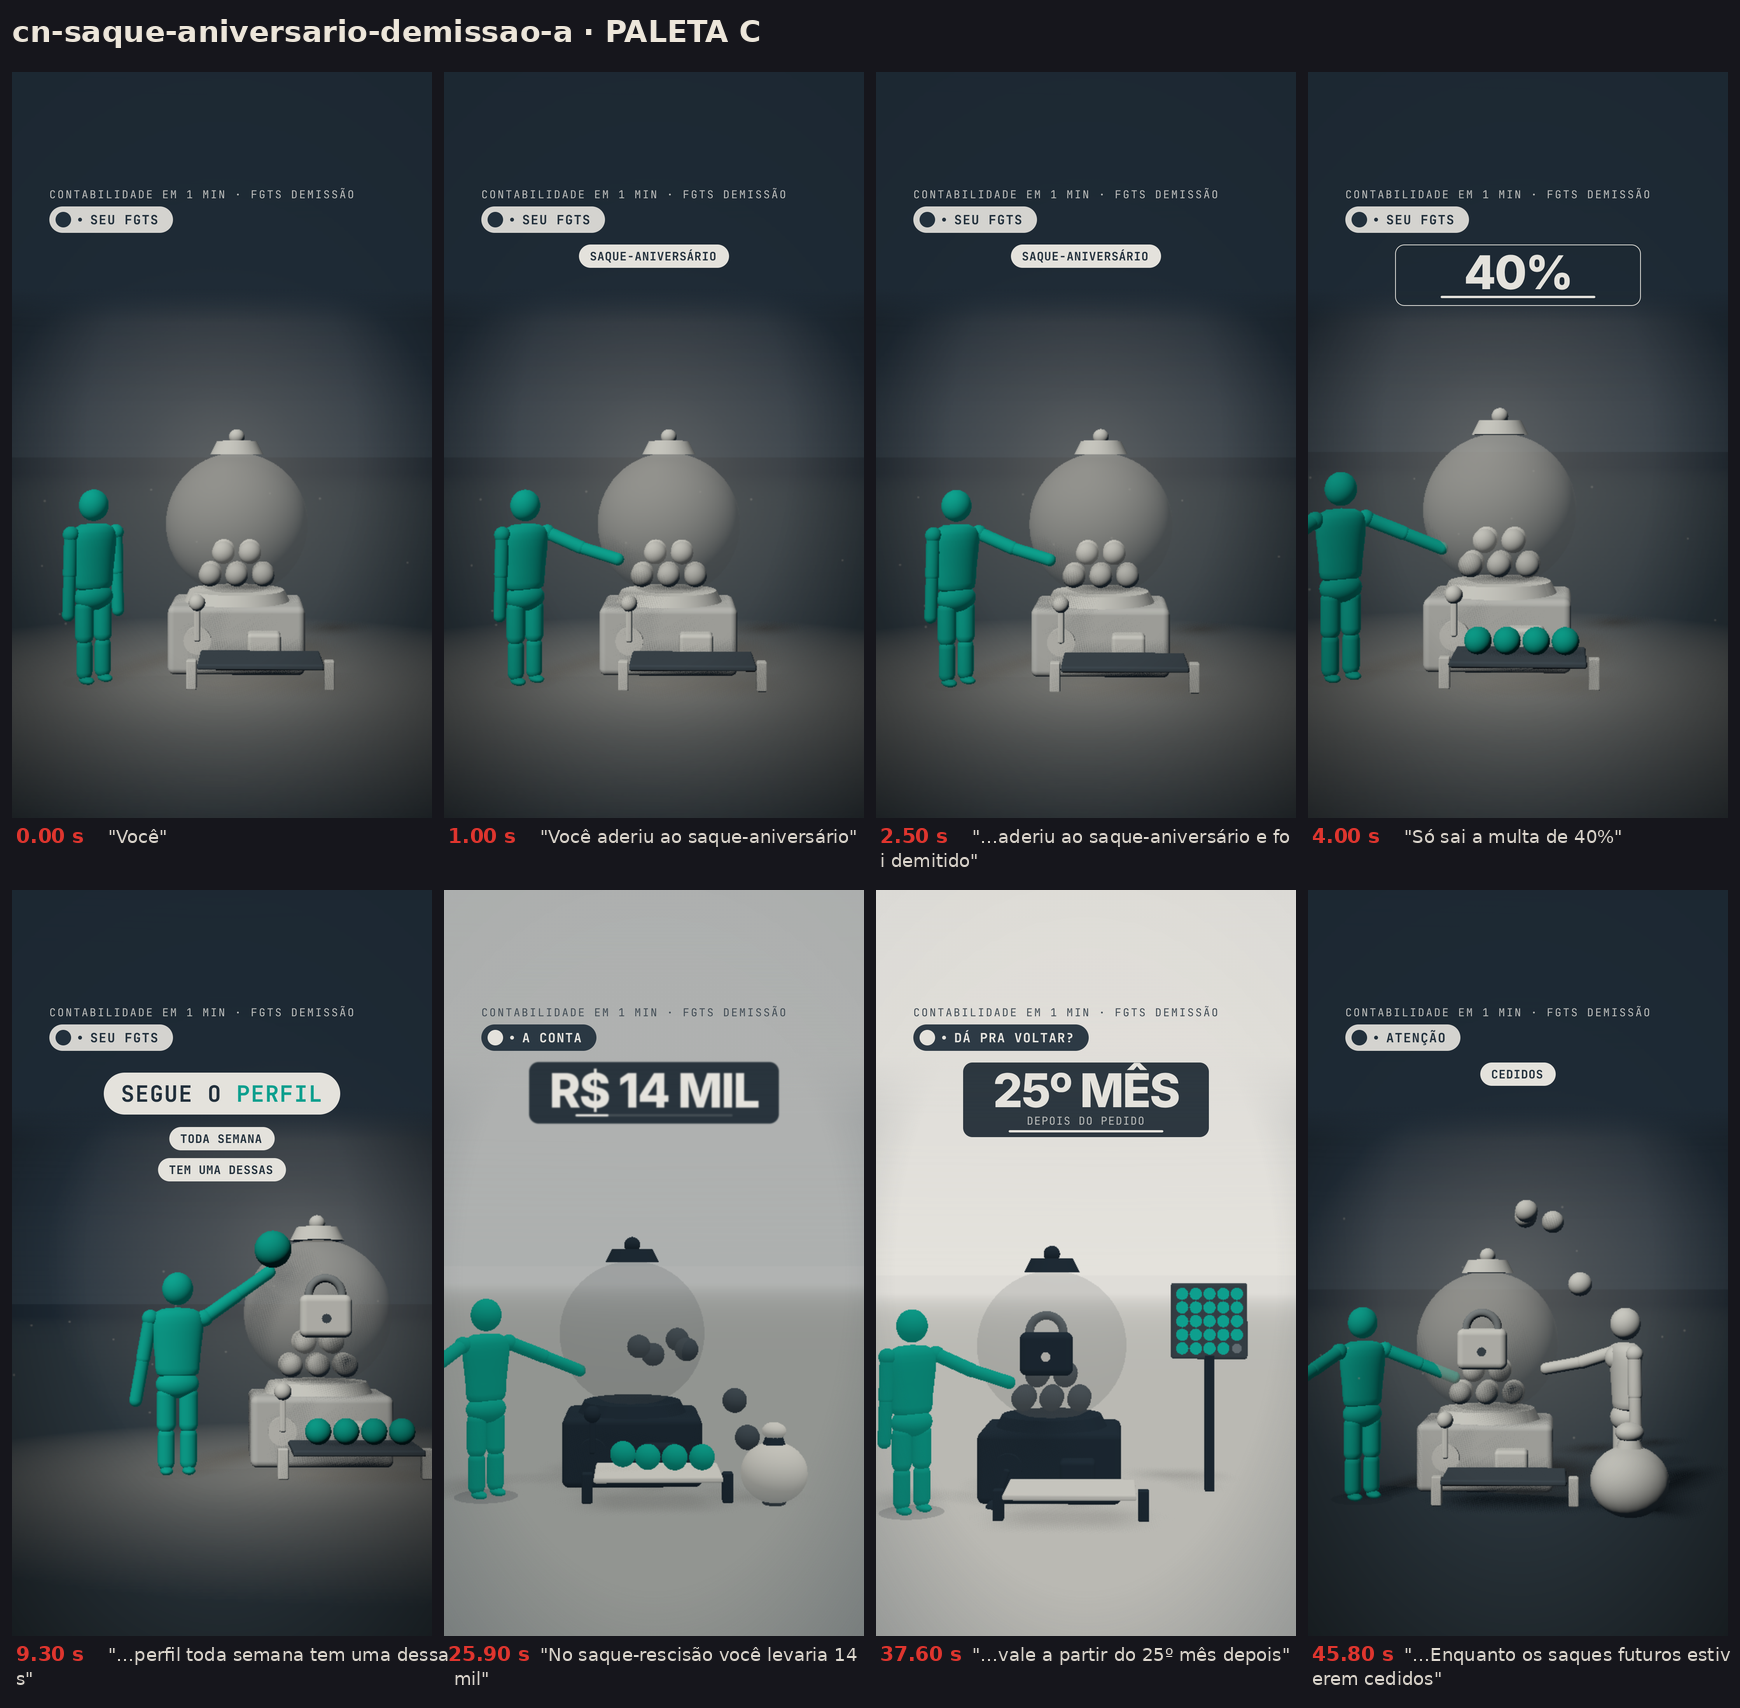 cn-saque-aniversario-demissao-a · PALETA C
CONTABILIDADE EM 1 MIN · FGTS DEMISSÃO
• SEU FGTS
0.00 s "Você"
CONTABILIDADE EM 1 MIN · FGTS DEMISSÃO
• SEU FGTS
SAQUE-ANIVERSÁRIO
1.00 s "Você aderiu ao saque-aniversário"
CONTABILIDADE EM 1 MIN · FGTS DEMISSÃO
• SEU FGTS
SAQUE-ANIVERSÁRIO
2.50 s "...aderiu ao saque-aniversário e fo
i demitido"
CONTABILIDADE EM 1 MIN · FGTS DEMISSÃO
• SEU FGTS
40%
4.00 s "Só sai a multa de 40%"
CONTABILIDADE EM 1 MIN · FGTS DEMISSÃO
• SEU FGTS
SEGUE O PERFIL
TODA SEMANA
TEM UMA DESSAS
9.30 s "...perfil toda semana tem uma dessa
s"
CONTABILIDADE EM 1 MIN · FGTS DEMISSÃO
• A CONTA
R$ 14 MIL
25.90 s "No saque-rescisão você levaria 14
mil"
CONTABILIDADE EM 1 MIN · FGTS DEMISSÃO
• DÁ PRA VOLTAR?
25º MÊS
DEPOIS DO PEDIDO
37.60 s "...vale a partir do 25º mês depois"
CONTABILIDADE EM 1 MIN · FGTS DEMISSÃO
• ATENÇÃO
CEDIDOS
45.80 s "...Enquanto os saques futuros estiv
erem cedidos"